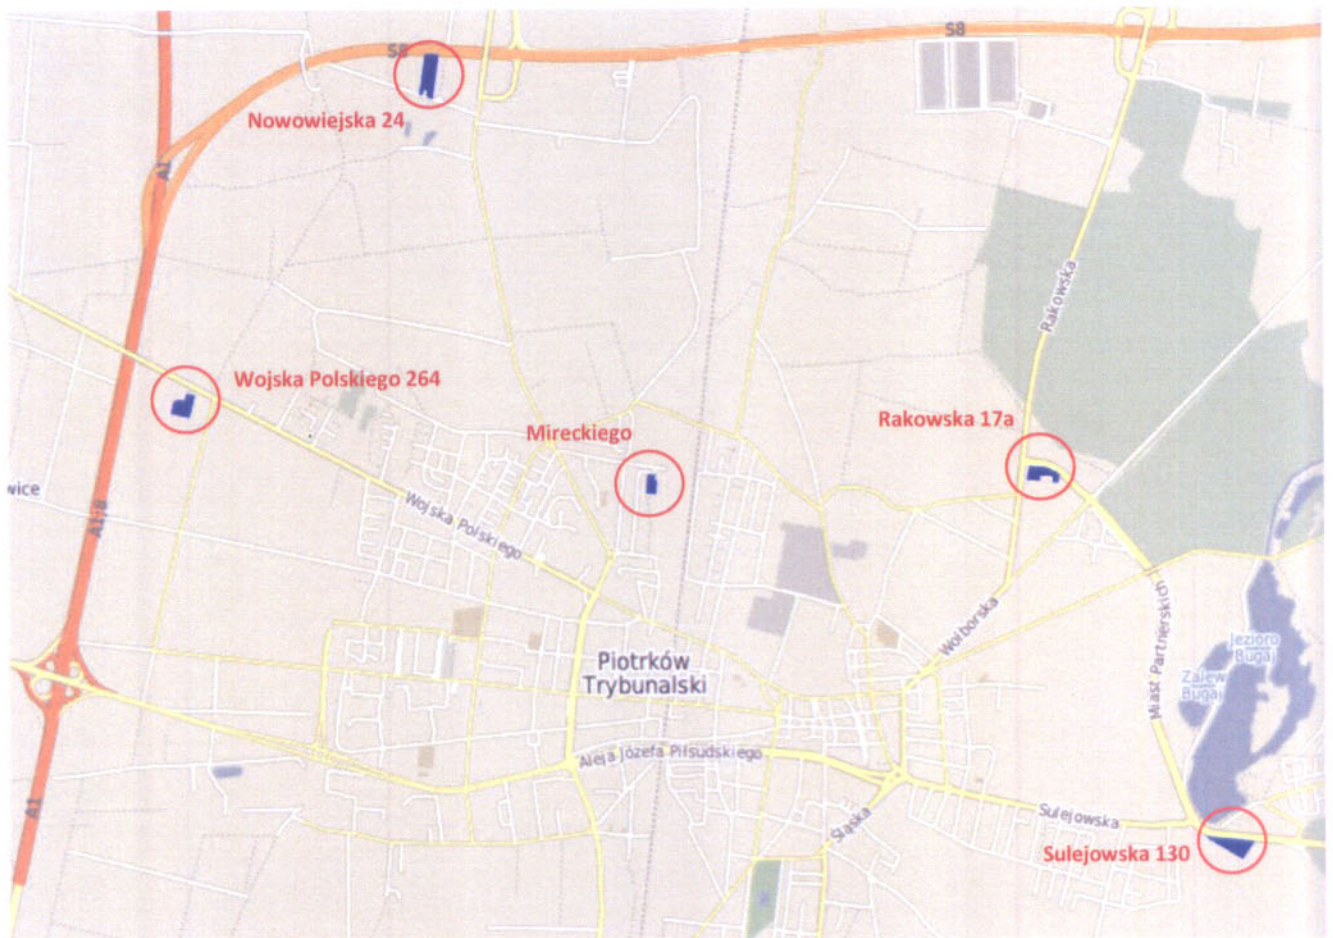 S8
S8
Nowowiejska 24
A1
Rakowska
Wojska Polskiego 264
Rakowska 17a
Mireckiego
wice
A1;8
Wojska Polskiego
Wolborska
Miast Partnerskich
Jezioro
Bugaj
Zalew
Bugaj
Piotrków
Trybunalski
Aleja Józefa Piłsudskiego
A1
Śląska
Sulejowska
Sulejowska 130